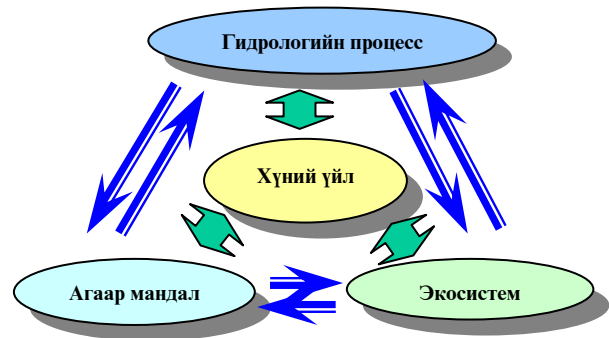 Гидрологийн процесс
Хүний үйл
Агаар мандал
Экосистем